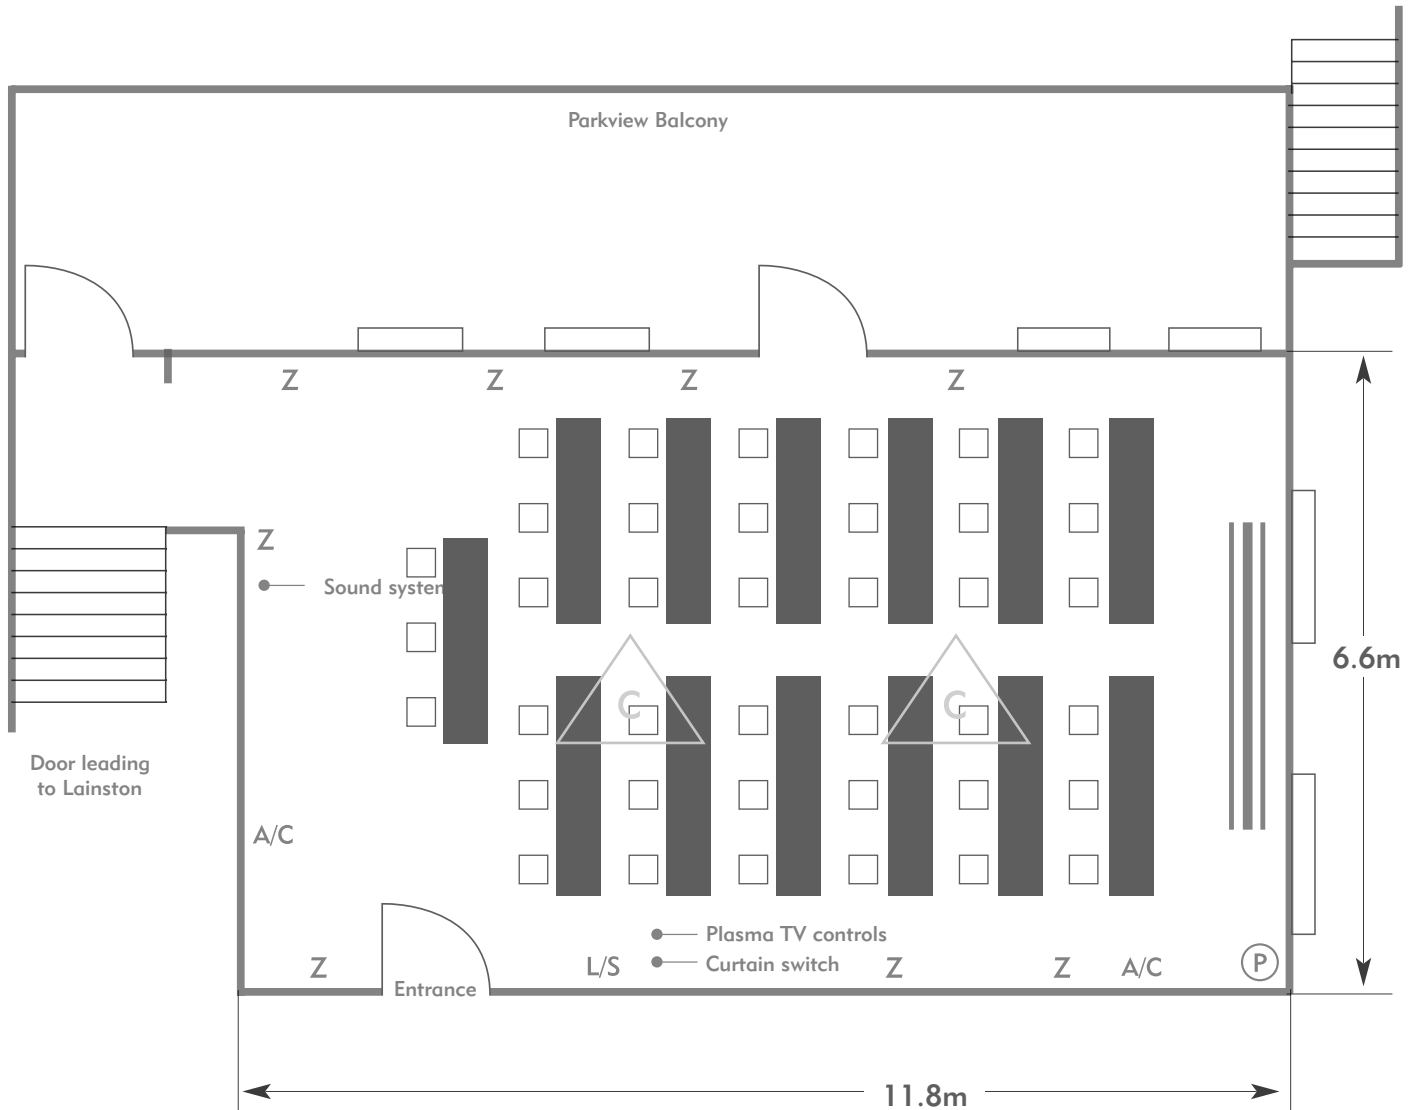 Parkview Balcony
Z Z Z Z
Z
Sound system
6.6m
C C
Door leading
to Lainston
A/C
Plasma TV controls
Z L/S Curtain switch Z Z A/C P
Entrance
11.8m